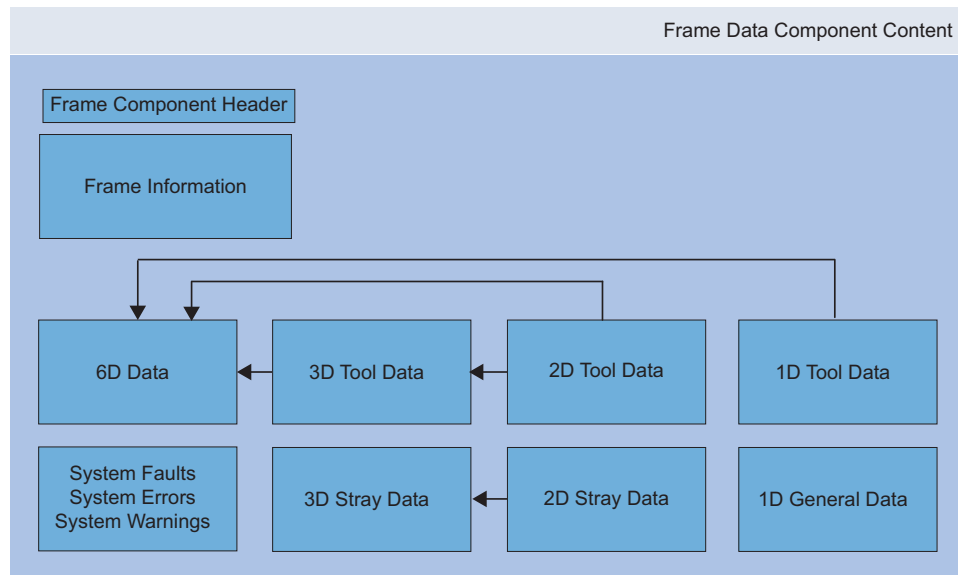 Frame Data Component Content
Frame Component Header
Frame Information
6D Data
3D Tool Data
2D Tool Data
1D Tool Data
System Faults
System Errors
System Warnings
3D Stray Data
2D Stray Data
1D General Data